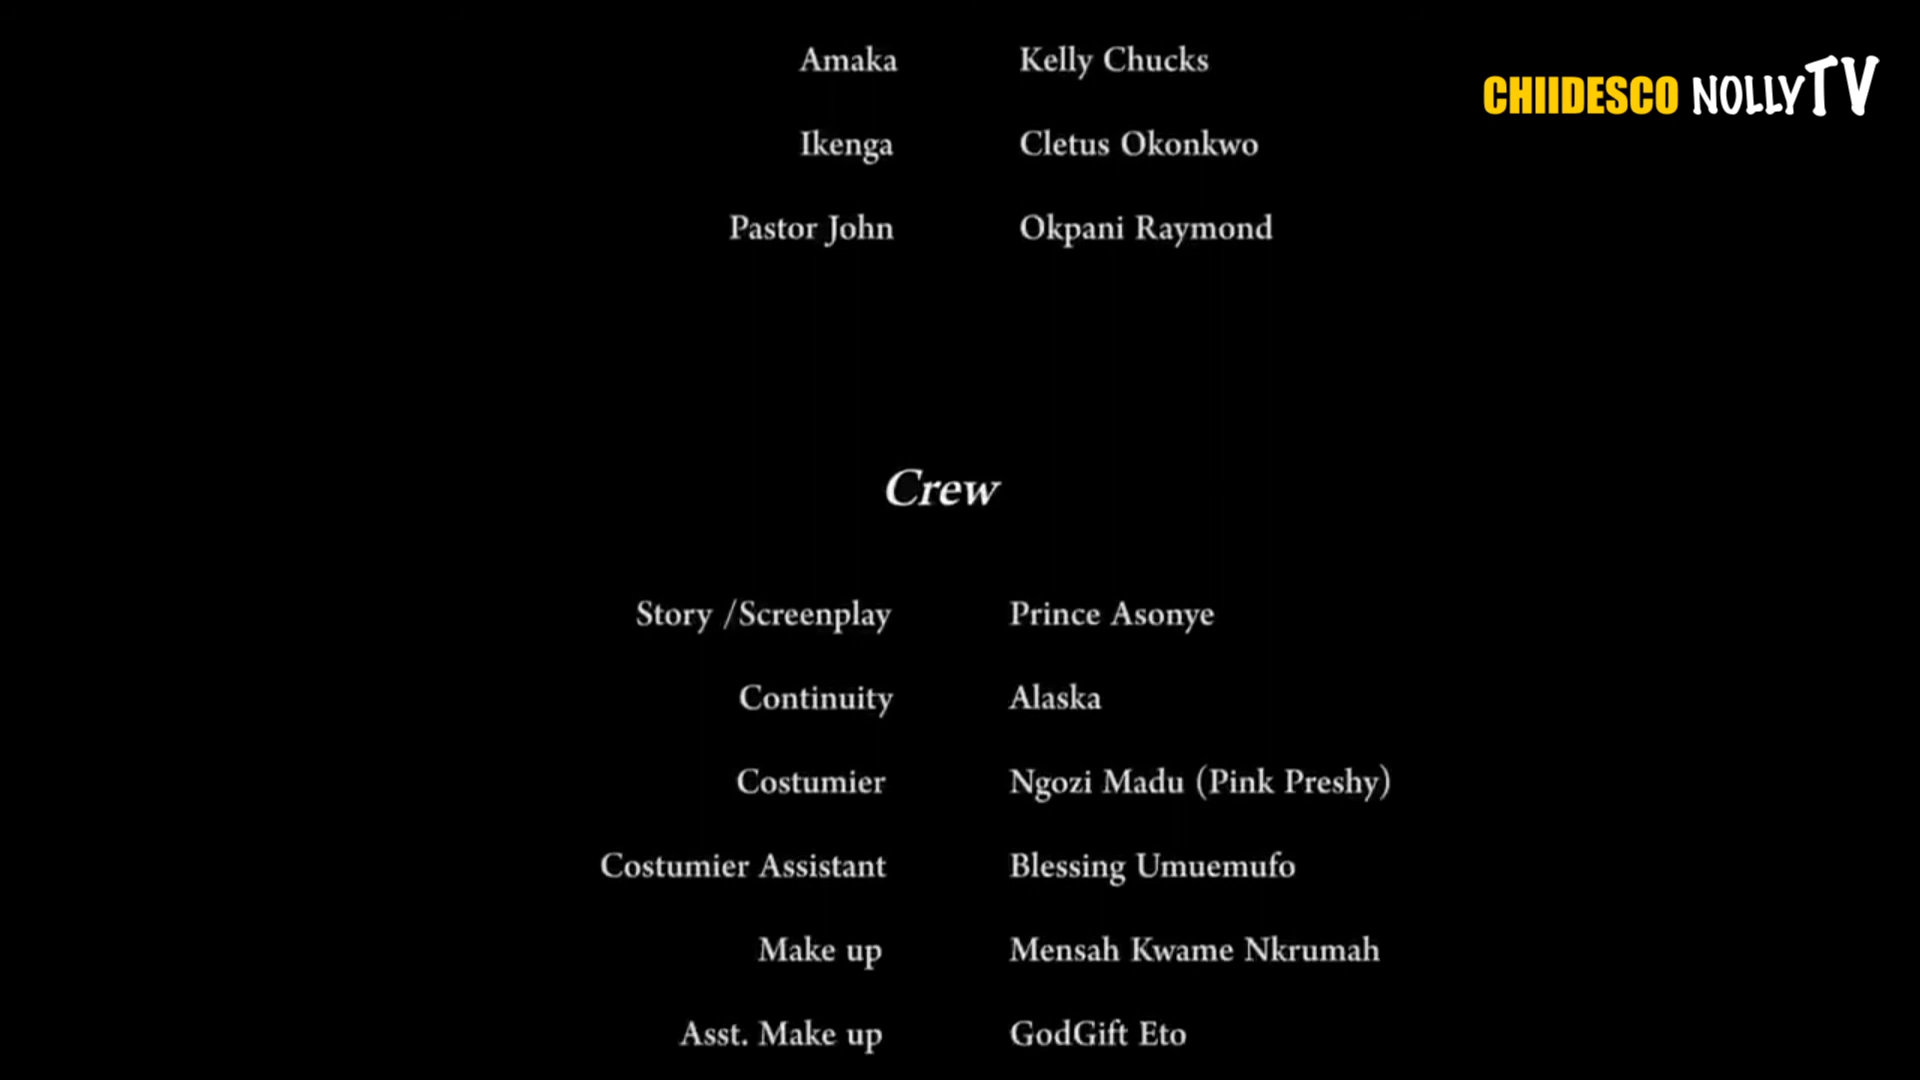 Amaka Kelly Chucks
CHIIDESCO NOLLYTV
Ikenga Cletus Okonkwo
Pastor John Okpani Raymond
Crew
Story /Screenplay Prince Asonye
Continuity Alaska
Costumier Ngozi Madu (Pink Preshy)
Costumier Assistant Blessing Umuemufo
Make up Mensah Kwame Nkrumah
Asst. Make up GodGift Eto